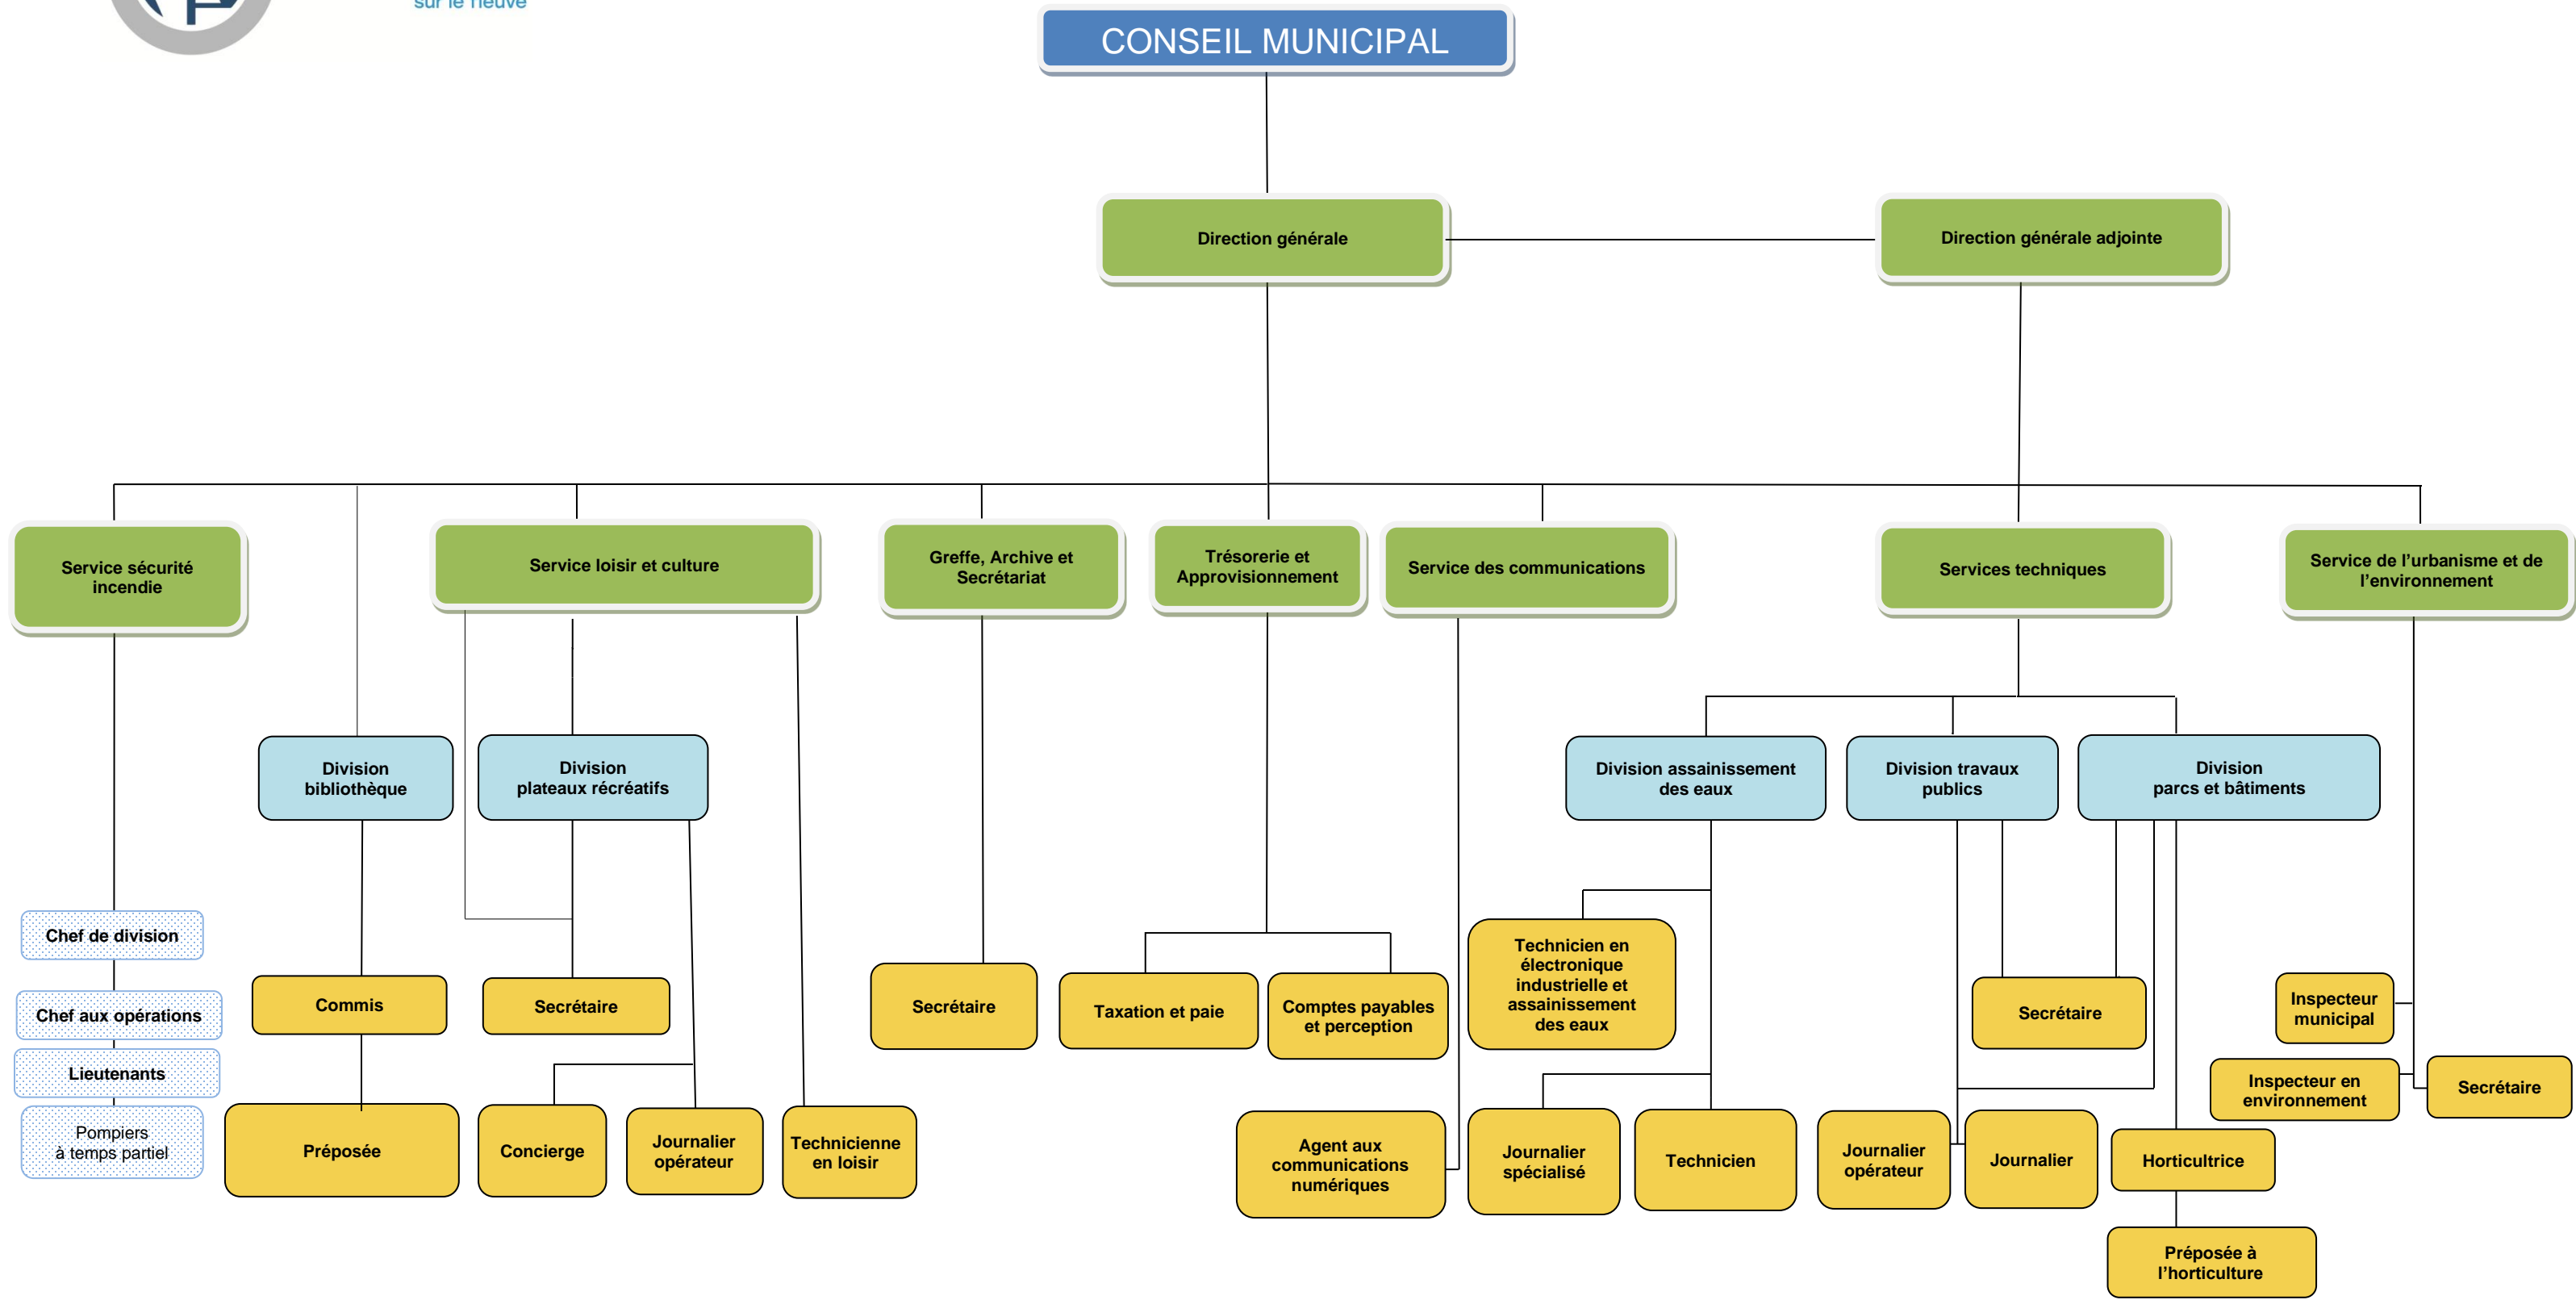 sur le fleuve
CONSEIL MUNICIPAL
Direction générale
Direction générale adjointe
Service sécurité
incendie
Service loisir et culture
Greffe, Archive et
Secrétariat
Trésorerie et
Approvisionnement
Service des communications
Services techniques
Service de l’urbanisme et de
l’environnement
Division
bibliothèque
Division
plateaux récréatifs
Division assainissement
des eaux
Division travaux
publics
Division
parcs et bâtiments
Chef de division
Chef aux opérations
Lieutenants
Pompiers
à temps partiel
Commis
Préposée
Secrétaire
Concierge
Journalier
opérateur
Technicienne
en loisir
Secrétaire
Taxation et paie
Comptes payables
et perception
Agent aux
communications
numériques
Technicien en
électronique
industrielle et
assainissement
des eaux
Journalier
spécialisé
Technicien
Secrétaire
Journalier
opérateur
Journalier
Horticultrice
Préposée à
l’horticulture
Inspecteur
municipal
Inspecteur en
environnement
Secrétaire